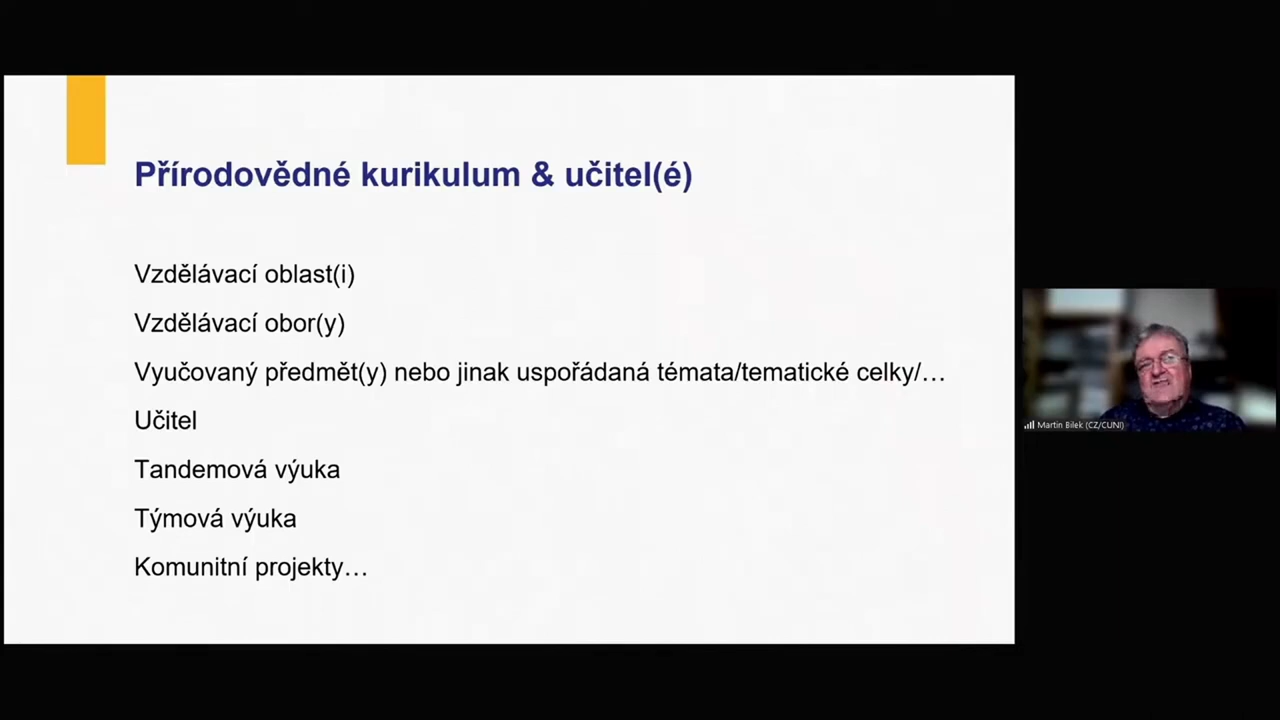 Přírodovědné kurikulum & učitel(é)
Vzdělávací oblast(i)
Vzdělávací obor(y)
Vyučovaný předmět(y) nebo jinak uspořádaná témata/tematické celky/…
Učitel
Tandemová výuka
Týmová výuka
Komunitní projekty…
Martin Bilek (CZ/CUNI)